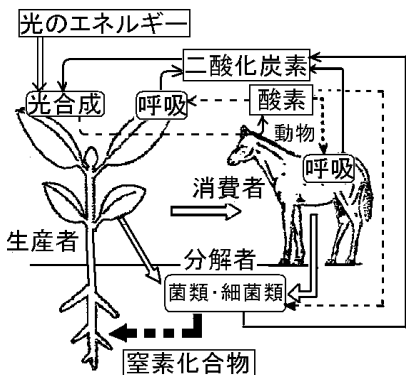 光のエネルギー
二酸化炭素
光合成
呼吸
酸素
動物
呼吸
消費者
生産者
分解者
菌類・細菌類
窒素化合物